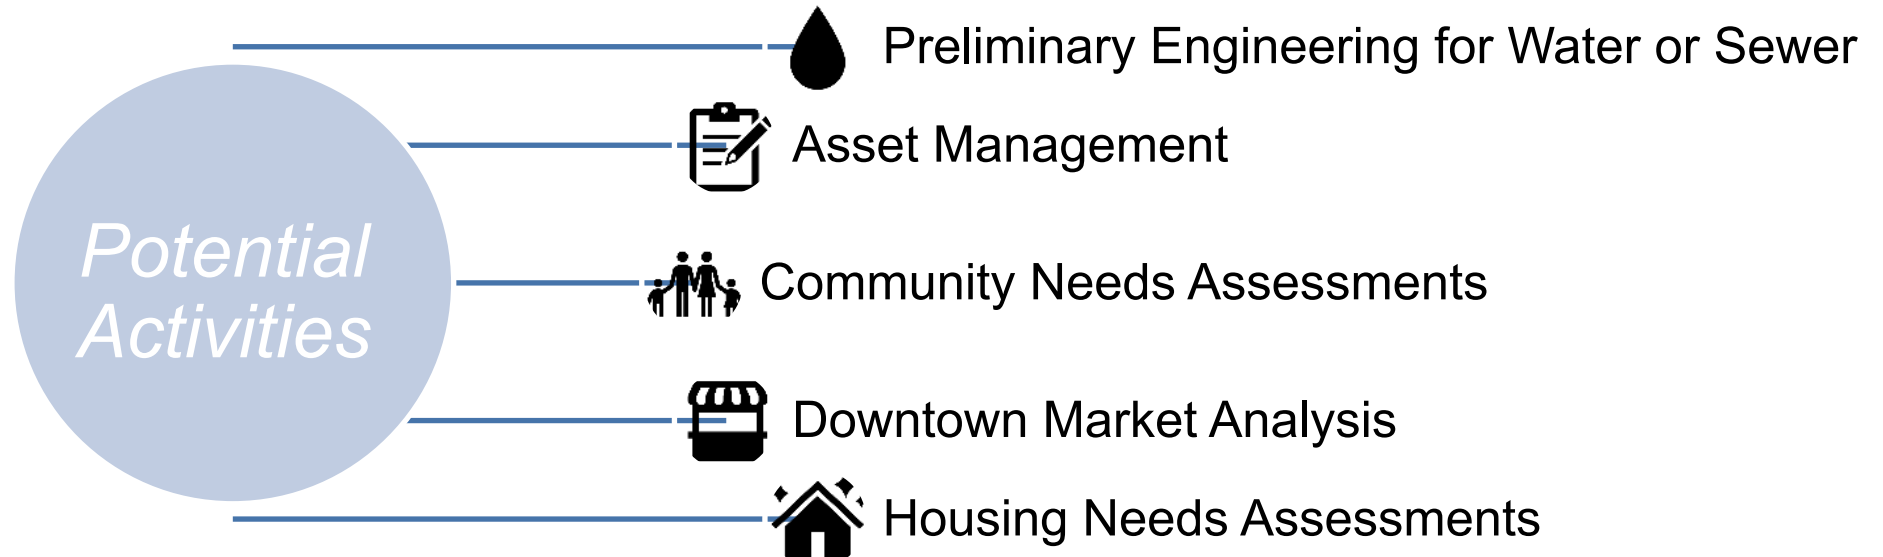 Preliminary Engineering for Water or Sewer
Asset Management
Potential
Activities
Community Needs Assessments
Downtown Market Analysis
Housing Needs Assessments